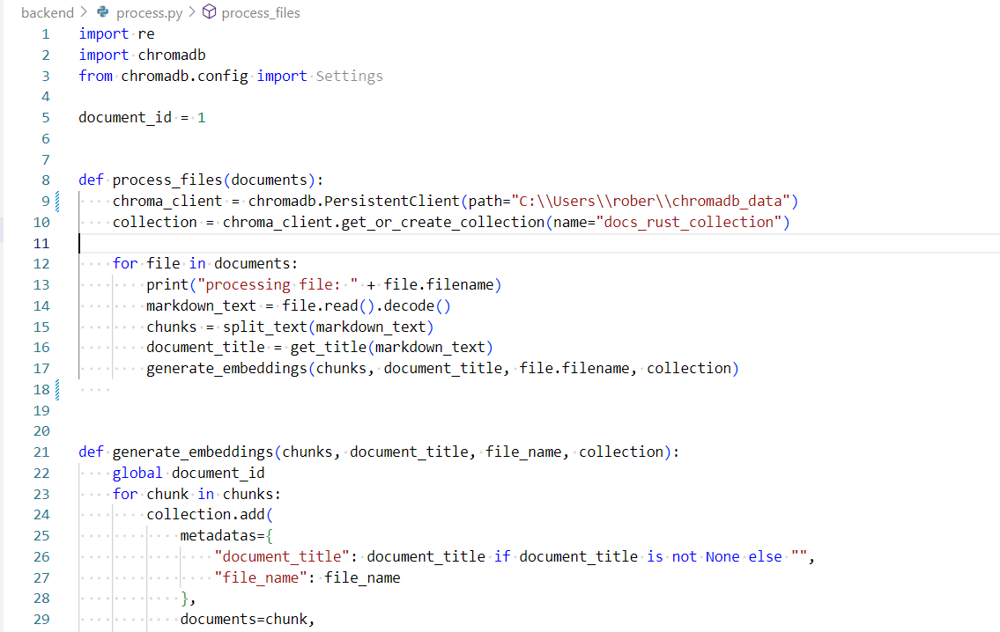 backend > process.py > process_files
1 import re
2 import chromadb
3 from chromadb.config import Settings
4
5 document_id = 1
6
7
8 def process_files(documents):
9     chroma_client = chromadb.PersistentClient(path="C:\\Users\\rober\\chromadb_data")
10     collection = chroma_client.get_or_create_collection(name="docs_rust_collection")
11
12     for file in documents:
13         print("processing file: " + file.filename)
14         markdown_text = file.read().decode()
15         chunks = split_text(markdown_text)
16         document_title = get_title(markdown_text)
17         generate_embeddings(chunks, document_title, file.filename, collection)
18
19
20
21 def generate_embeddings(chunks, document_title, file_name, collection):
22     global document_id
23     for chunk in chunks:
24         collection.add(
25             metadatas={
26                 "document_title": document_title if document_title is not None else "",
27                 "file_name": file_name
28             },
29             documents=chunk,